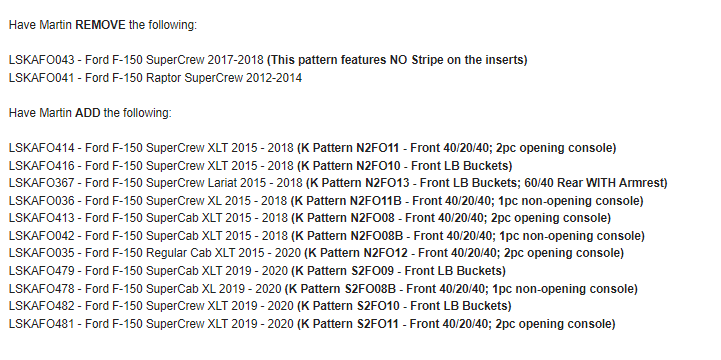 Have Martin REMOVE the following:
LSKAFO043 - Ford F-150 SuperCrew 2017-2018 (This pattern features NO Stripe on the inserts)
LSKAFO041 - Ford F-150 Raptor SuperCrew 2012-2014
Have Martin ADD the following:
LSKAFO414 - Ford F-150 SuperCrew XLT 2015 - 2018 (K Pattern N2FO11 - Front 40/20/40; 2pc opening console)
LSKAFO416 - Ford F-150 SuperCrew XLT 2015 - 2018 (K Pattern N2FO10 - Front LB Buckets)
LSKAFO367 - Ford F-150 SuperCrew Lariat 2015 - 2018 (K Pattern N2FO13 - Front LB Buckets; 60/40 Rear WITH Armrest)
LSKAFO036 - Ford F-150 SuperCrew XL 2015 - 2018 (K Pattern N2FO11B - Front 40/20/40; 1pc non-opening console)
LSKAFO413 - Ford F-150 SuperCab XLT 2015 - 2018 (K Pattern N2FO08 - Front 40/20/40; 2pc opening console)
LSKAFO042 - Ford F-150 SuperCab XLT 2015 - 2018 (K Pattern N2FO08B - Front 40/20/40; 1pc non-opening console)
LSKAFO035 - Ford F-150 Regular Cab XLT 2015 - 2020 (K Pattern N2FO12 - Front 40/20/40; 2pc opening console)
LSKAFO479 - Ford F-150 SuperCab XLT 2019 - 2020 (K Pattern S2FO09 - Front LB Buckets)
LSKAFO478 - Ford F-150 SuperCab XL 2019 - 2020 (K Pattern S2FO08B - Front 40/20/40; 1pc non-opening console)
LSKAFO482 - Ford F-150 SuperCrew XLT 2019 - 2020 (K Pattern S2FO10 - Front LB Buckets)
LSKAFO481 - Ford F-150 SuperCrew XLT 2019 - 2020 (K Pattern S2FO11 - Front 40/20/40; 2pc opening console)